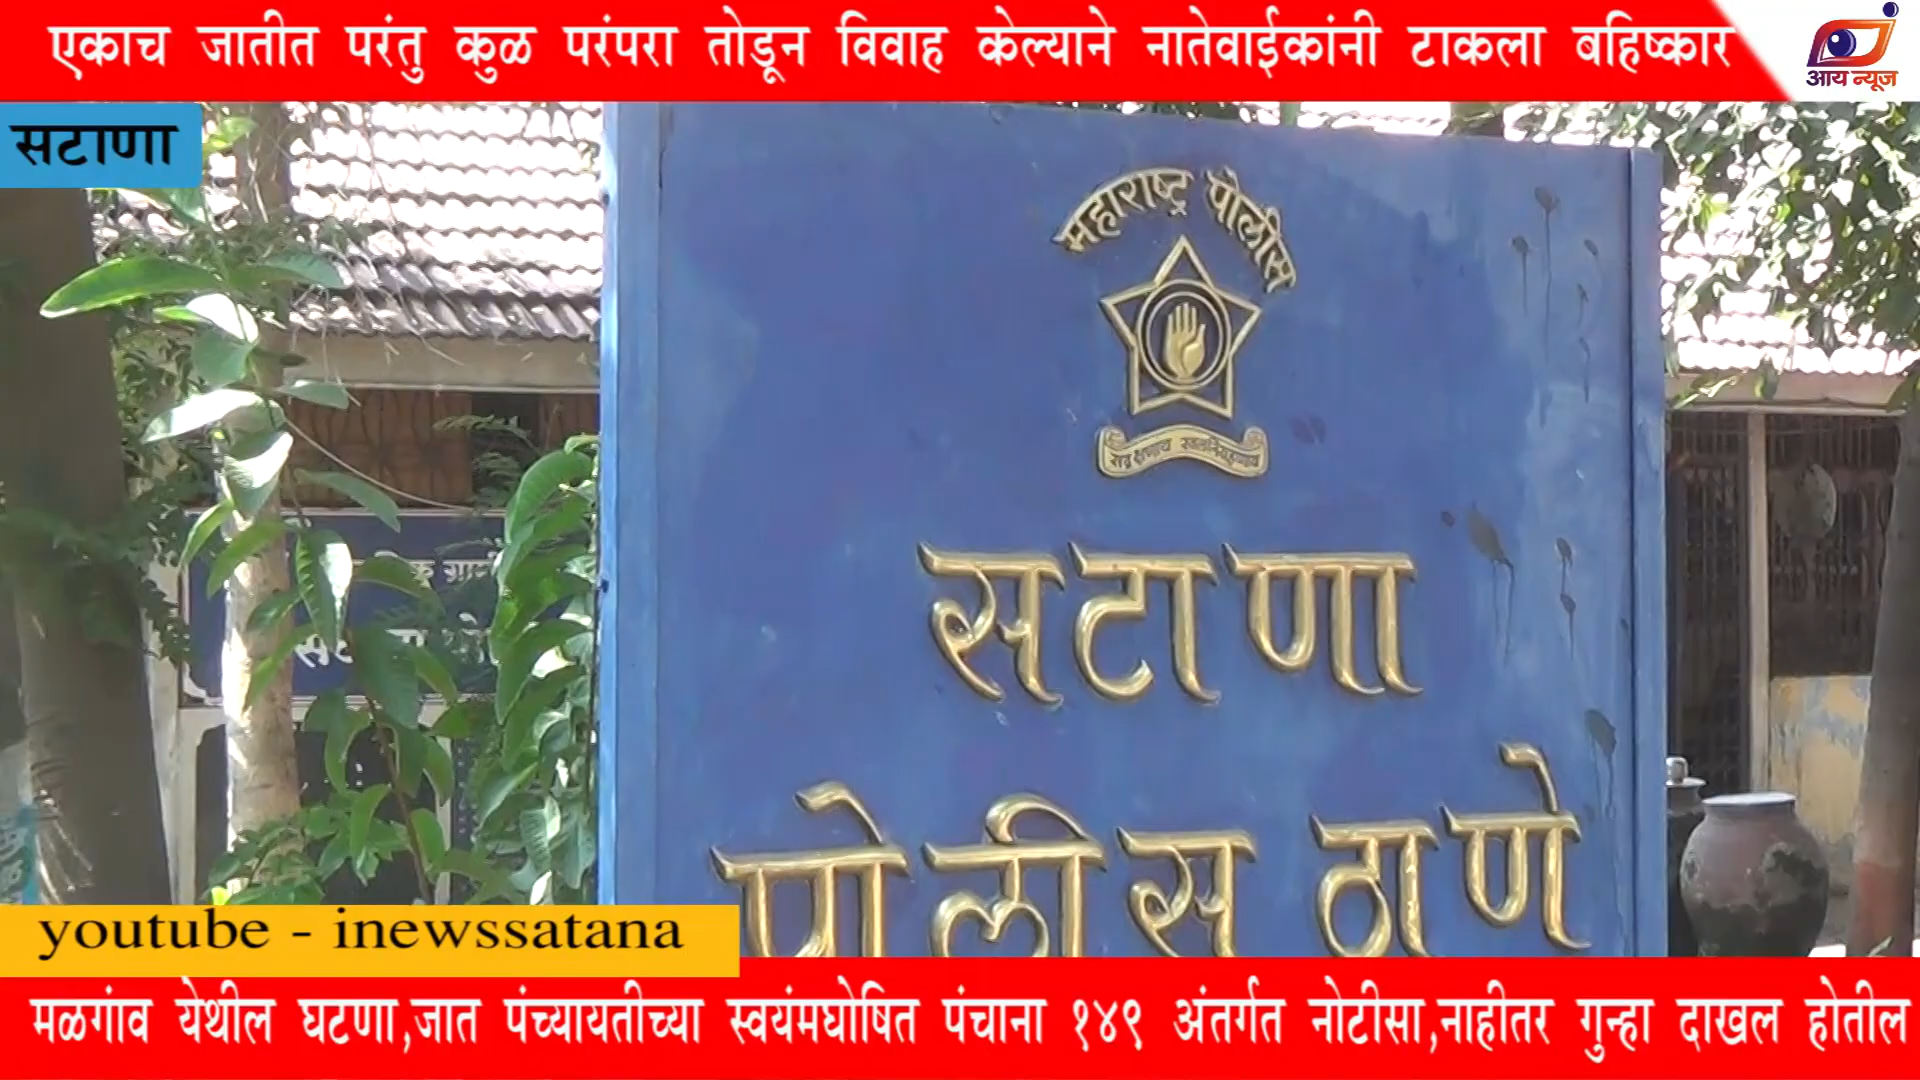 एकाच जातीत परंतु कुळ परंपरा तोडून विवाह केल्याने नातेवाईकांनी टाकला बहिष्कार
आय न्यूज
सटाणा
महाराष्ट्र पोलीस
सटाणा
पोलीस ठाणे
youtube - inewssatana
मळगांव येथील घटणा,जात पंच्यायतीच्या स्वयंमघोषित पंचाना १४९ अंतर्गत नोटीसा,नाहीतर गुन्हा दाखल होतील